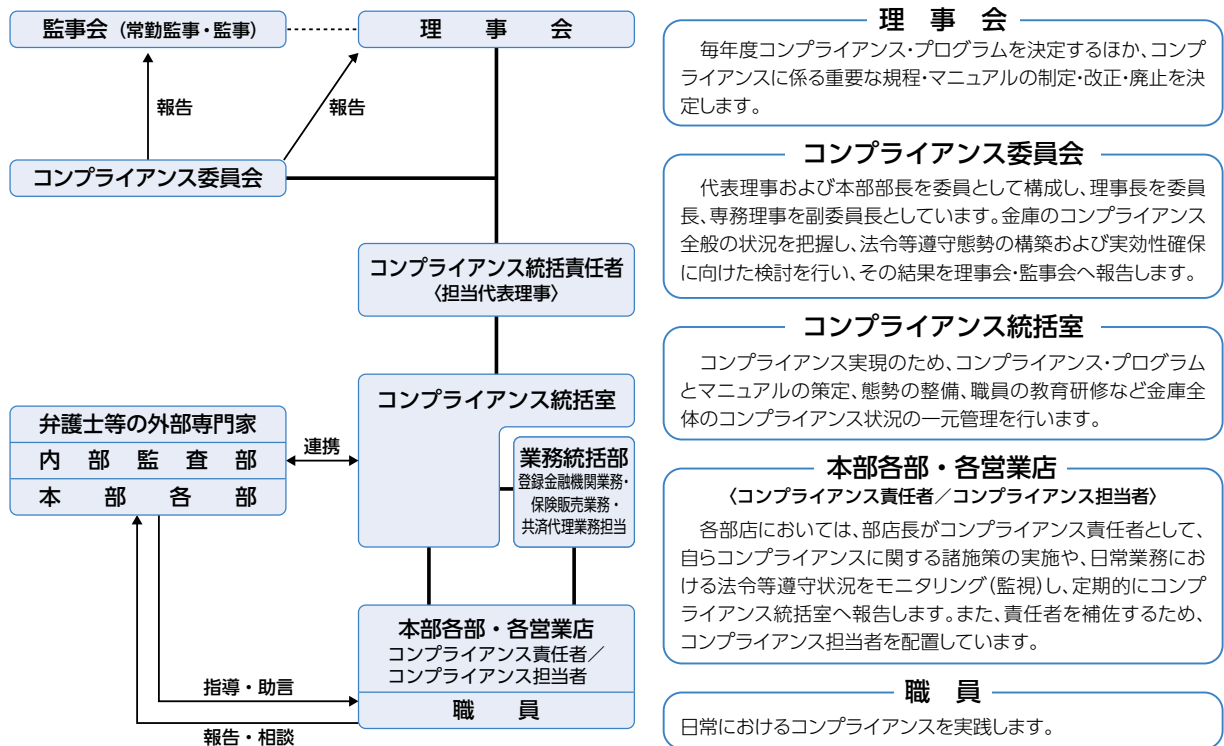 監事会（常勤監事・監事）
理事会
報告
報告
コンプライアンス委員会
コンプライアンス統括責任者
〈担当代表理事〉
コンプライアンス統括室
弁護士等の外部専門家
内部監査部
本部各部
連携
業務統括部
登録金融機関業務・
保険販売業務・
共済代理業務担当
本部各部・各営業店
コンプライアンス責任者／
コンプライアンス担当者
職員
指導・助言
報告・相談
理事会
毎年度コンプライアンス・プログラムを決定するほか、コンプ
ライアンスに係る重要な規程・マニュアルの制定・改正・廃止を決
定します。
コンプライアンス委員会
代表理事および本部部長を委員として構成し、理事長を委員
長、専務理事を副委員長としています。金庫のコンプライアンス
全般の状況を把握し、法令等遵守態勢の構築および実効性確保
に向けた検討を行い、その結果を理事会・監事会へ報告します。
コンプライアンス統括室
コンプライアンス実現のため、コンプライアンス・プログラム
とマニュアルの策定、態勢の整備、職員の教育研修など金庫全
体のコンプライアンス状況の一元管理を行います。
本部各部・各営業店
〈コンプライアンス責任者／コンプライアンス担当者〉
各部店においては、部店長がコンプライアンス責任者として、
自らコンプライアンスに関する諸施策の実施や、日常業務にお
ける法令等遵守状況をモニタリング（監視）し、定期的にコンプ
ライアンス統括室へ報告します。また、責任者を補佐するため、
コンプライアンス担当者を配置しています。
職員
日常におけるコンプライアンスを実践します。